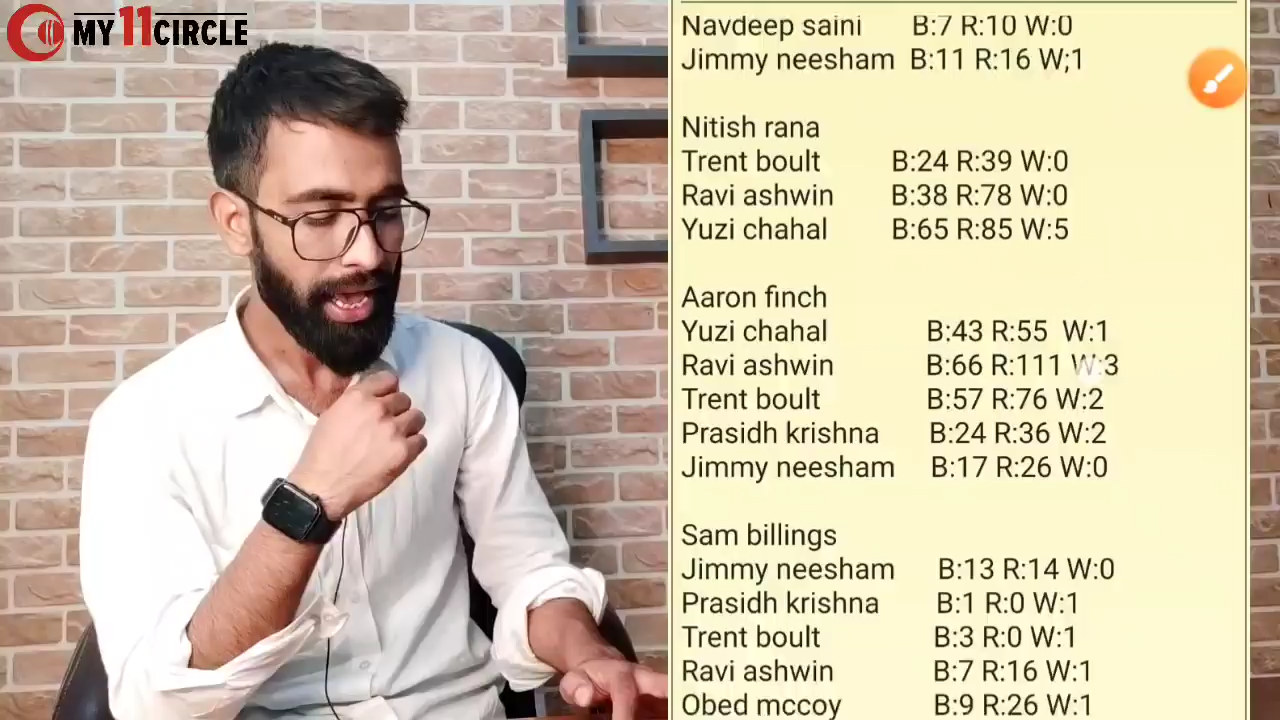 MY11CIRCLE
Navdeep saini B:7 R:10 W:0
Jimmy neesham B:11 R:16 W;1
Nitish rana
Trent boult B:24 R:39 W:0
Ravi ashwin B:38 R:78 W:0
Yuzi chahal B:65 R:85 W:5
Aaron finch
Yuzi chahal B:43 R:55 W:1
Ravi ashwin B:66 R:111 W:3
Trent boult B:57 R:76 W:2
Prasidh krishna B:24 R:36 W:2
Jimmy neesham B:17 R:26 W:0
Sam billings
Jimmy neesham B:13 R:14 W:0
Prasidh krishna B:1 R:0 W:1
Trent boult B:3 R:0 W:1
Ravi ashwin B:7 R:16 W:1
Obed mccoy B:9 R:26 W:1